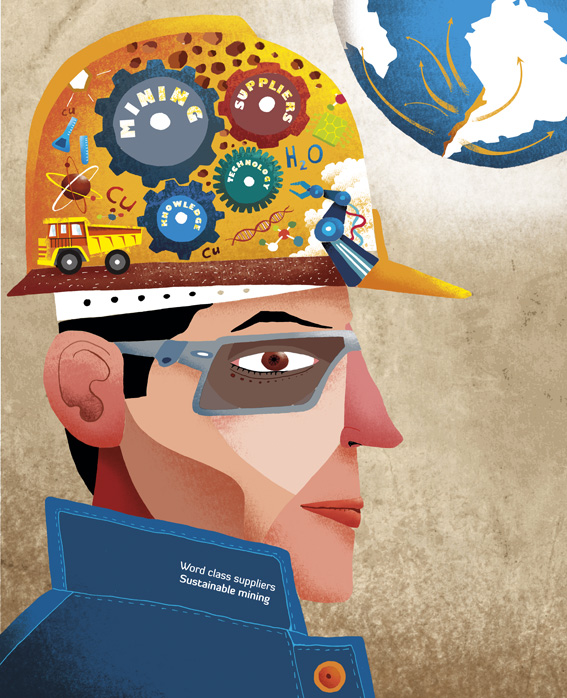 MINING
SUPPLIERS
cu
H₂O
TECHNOLOGY
Cu
KNOWLEDGE
Cu
Word class suppliers
Sustainable mining